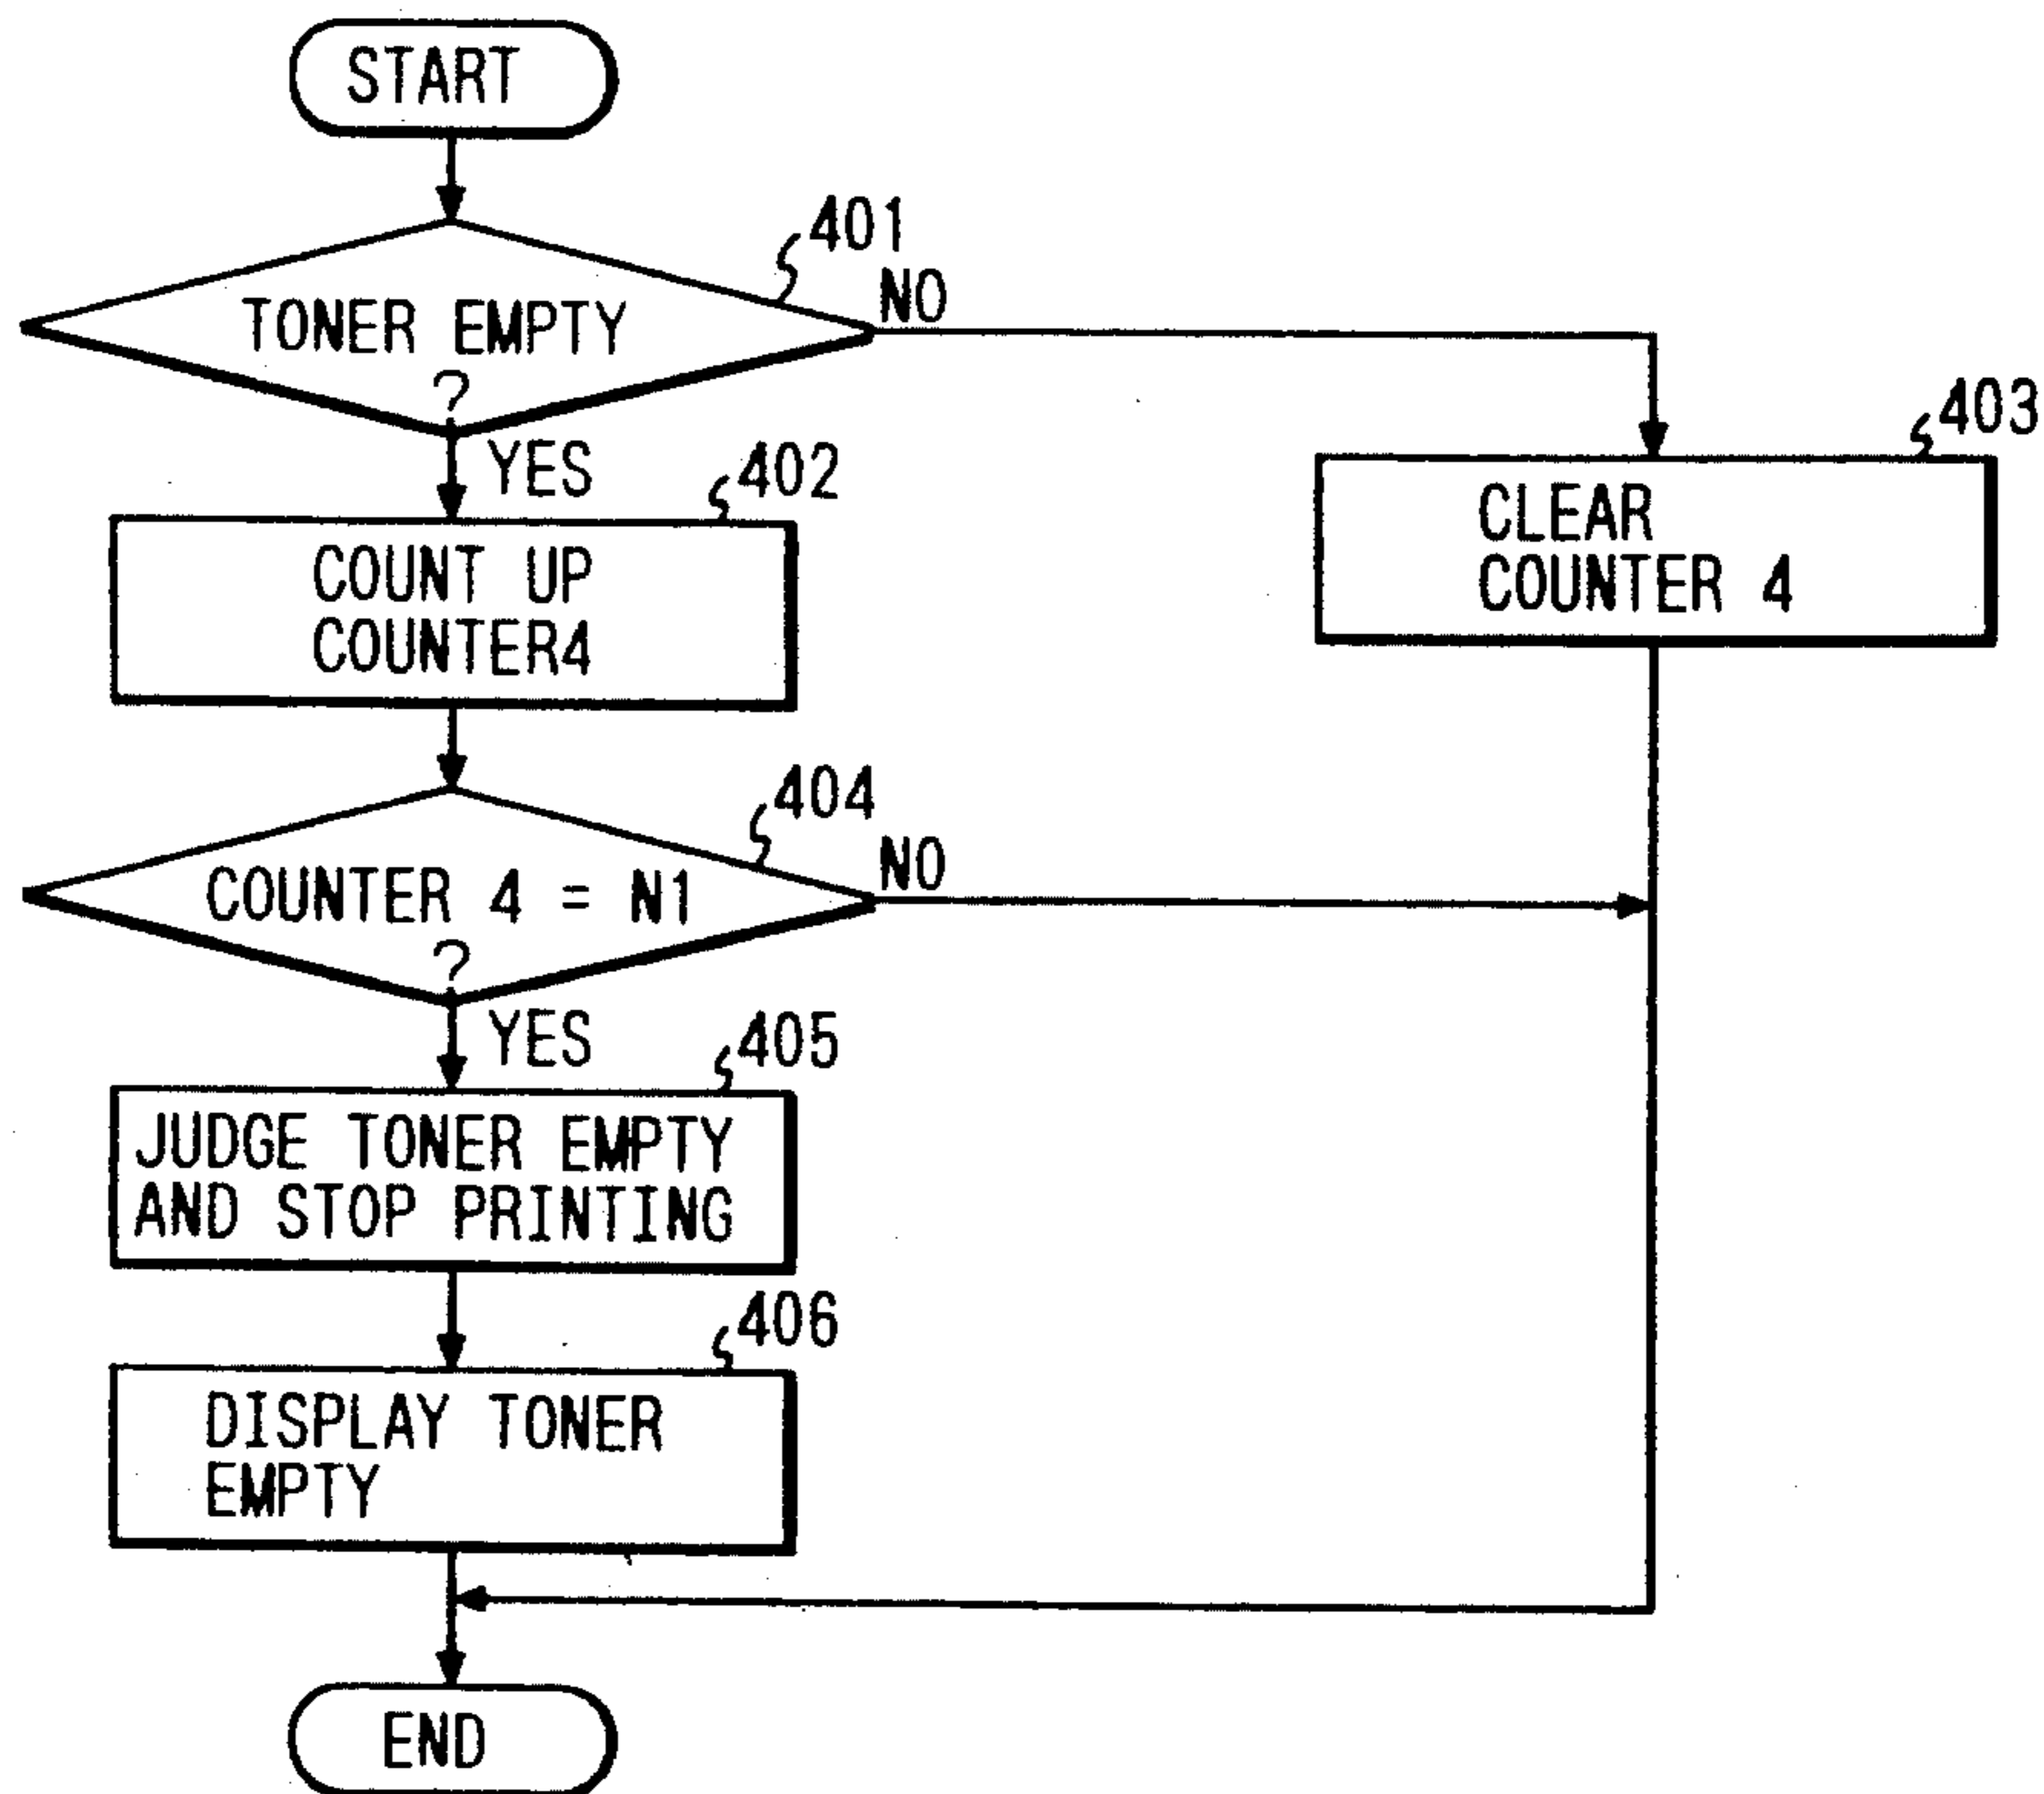 START
401
NO
TONER EMPTY
?
YES
402
403
COUNT UP
COUNTER4
CLEAR
COUNTER 4
404
NO
COUNTER 4 = N1
?
YES
405
JUDGE TONER EMPTY
AND STOP PRINTING
406
DISPLAY TONER
EMPTY
END